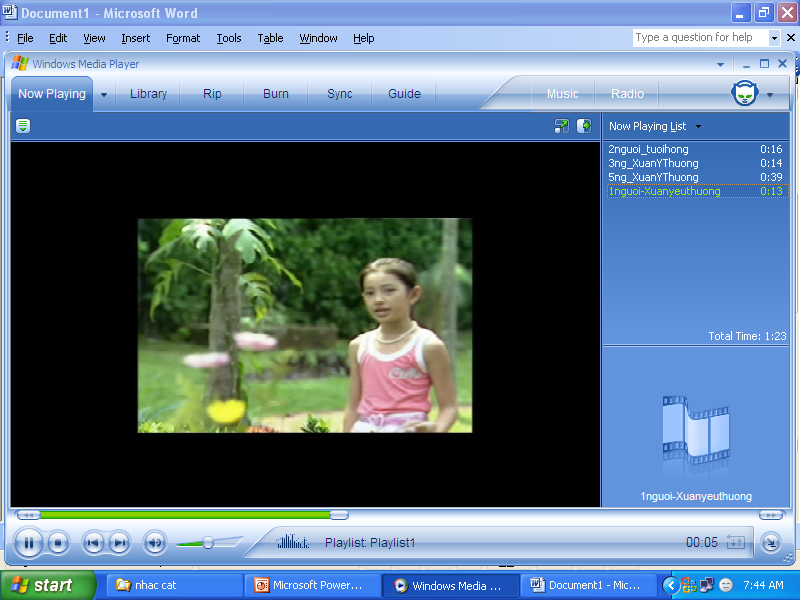 Document1 - Microsoft Word
File Edit View Insert Format Tools Table Window Help
Type a question for help
Windows Media Player
Now Playing Library Rip Burn Sync Guide Music Radio
Now Playing List
2nguoi_tuoihong 0:16
3ng_XuanYThuong 0:14
5ng_XuanYThuong 0:39
1nguoi-Xuanyeuthuong 0:13
Total Time: 1:23
1nguoi-Xuanyeuthuong
Playlist: Playlist1 00:05
start nhac cat Microsoft Power... Windows Media ... Document1 - Mic... 7:44 AM